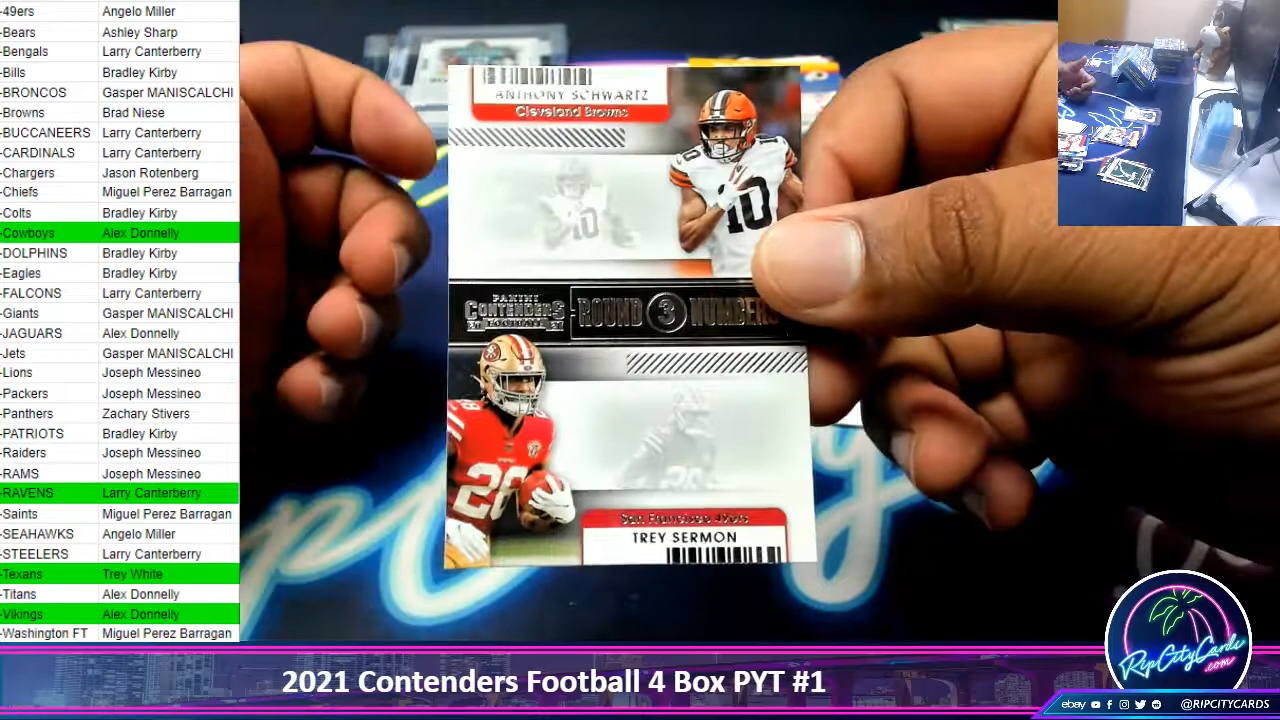 -49ers Angelo Miller
-Bears Ashley Sharp
-Bengals Larry Canterberry
-Bills Bradley Kirby
-BRONCOS Gasper MANISCALCHI
-Browns Brad Niese
-BUCCANEERS Larry Canterberry
-CARDINALS Larry Canterberry
-Chargers Jason Rotenberg
-Chiefs Miguel Perez Barragan
-Colts Bradley Kirby
-Cowboys Alex Donnelly
-DOLPHINS Bradley Kirby
-Eagles Bradley Kirby
-FALCONS Larry Canterberry
-Giants Gasper MANISCALCHI
-JAGUARS Alex Donnelly
-Jets Gasper MANISCALCHI
-Lions Joseph Messineo
-Packers Joseph Messineo
-Panthers Zachary Stivers
-PATRIOTS Bradley Kirby
-Raiders Joseph Messineo
-RAMS Joseph Messineo
-RAVENS Larry Canterberry
-Saints Miguel Perez Barragan
-SEAHAWKS Angelo Miller
-STEELERS Larry Canterberry
-Texans Trey White
-Titans Alex Donnelly
-Vikings Alex Donnelly
-Washington FT Miguel Perez Barragan
ANTHONY SCHWARTZ
Cleveland Browns
10
10
PANINI
CONTENDERS
FOOTBALL
ROUND 3 NUMBERS
28
28
San Francisco 49ers
TREY SERMON
2021 Contenders Football 4 Box PYT #1
RipCityCards
.com
ebay @RIPCITYCARDS